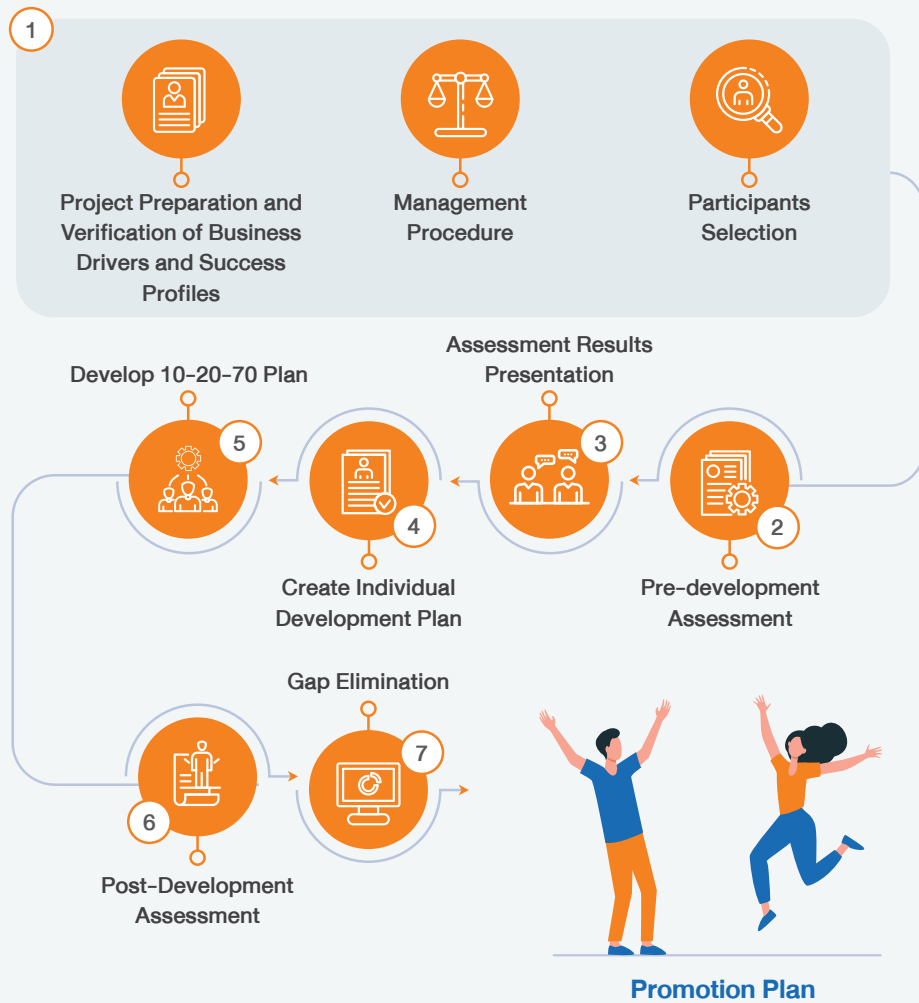 1
Project Preparation and
Verification of Business
Drivers and Success
Profiles
Management
Procedure
Participants
Selection
2
Pre-development
Assessment
Assessment Results
Presentation
3
4
Create Individual
Development Plan
Develop 10-20-70 Plan
5
6
Post-Development
Assessment
Gap Elimination
7
Promotion Plan